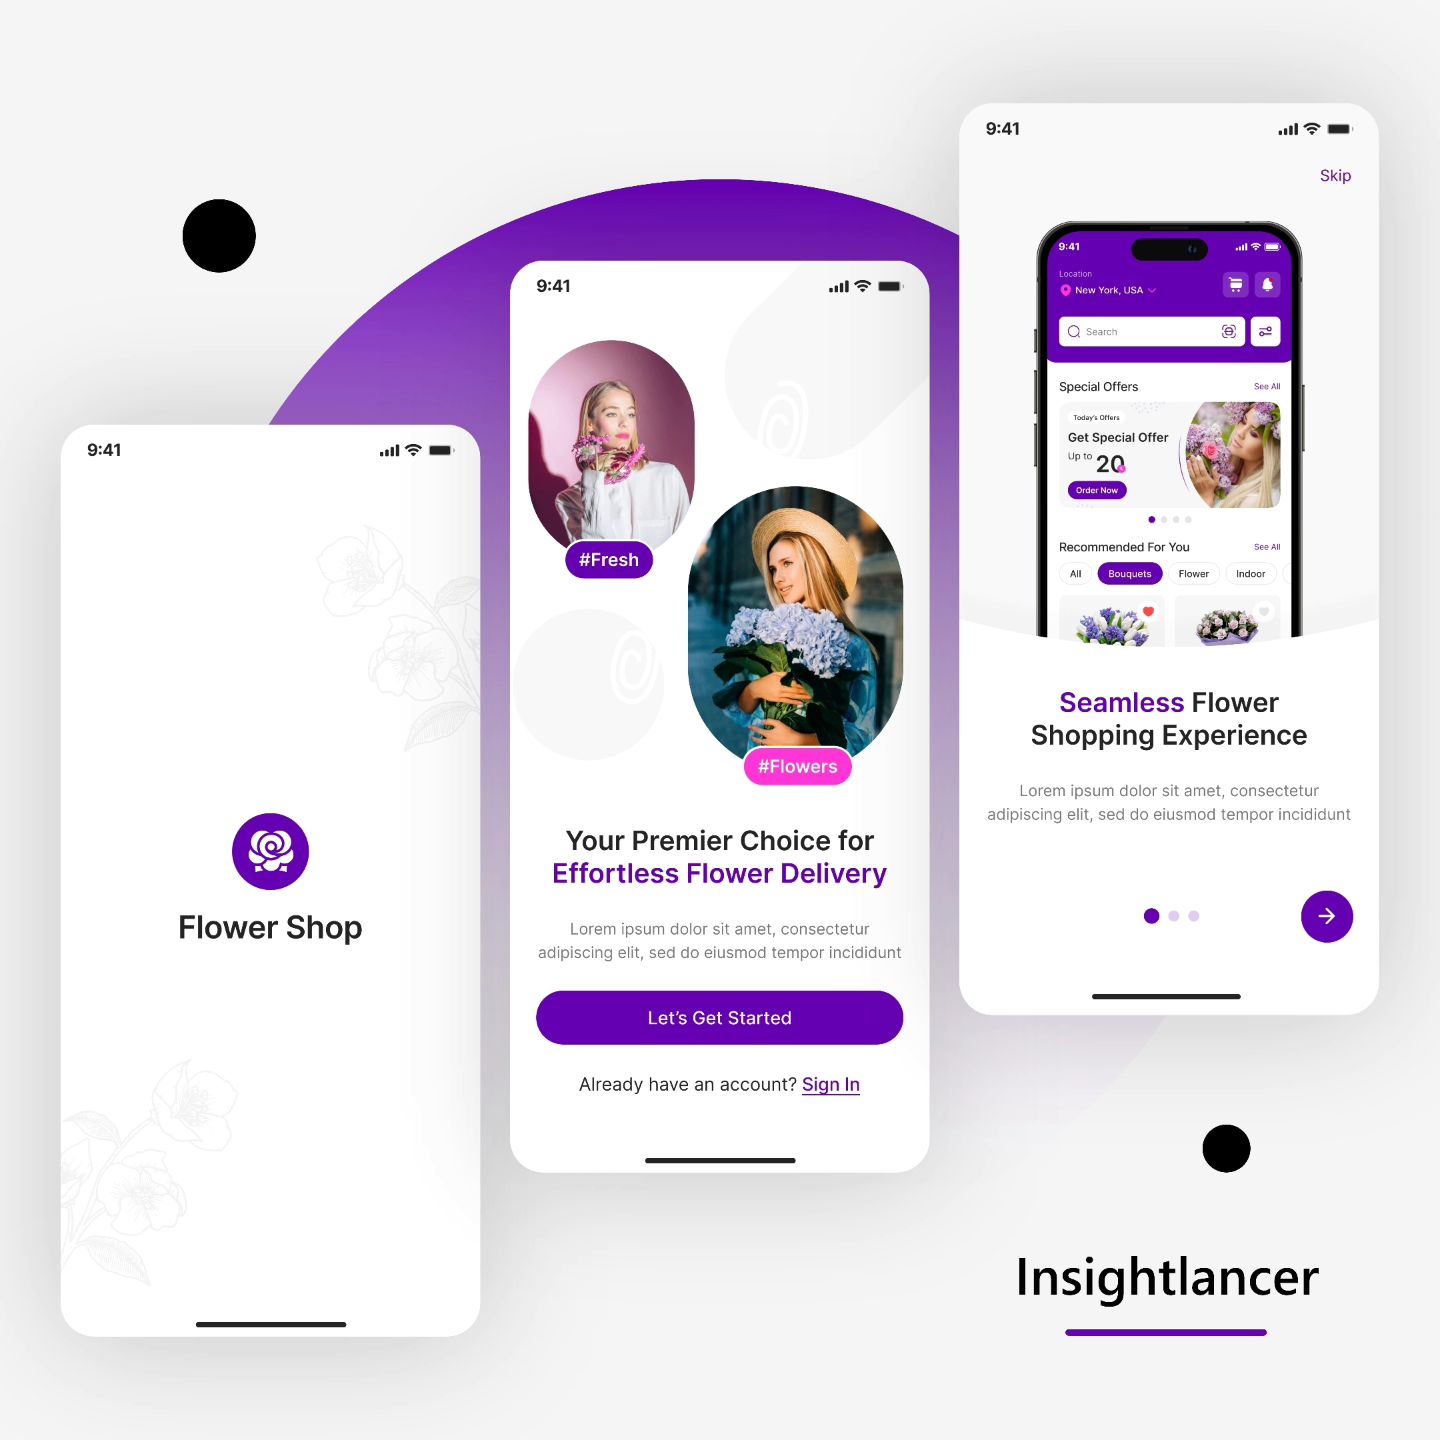 9:41
Flower Shop
9:41
#Fresh
#Flowers
Your Premier Choice for
Effortless Flower Delivery
Lorem ipsum dolor sit amet, consectetur
adipiscing elit, sed do eiusmod tempor incididunt
Let's Get Started
Already have an account? Sign In
9:41
Skip
9:41
Location
New York, USA
Search
Special Offers See All
Today's Offers
Get Special Offer
Up to 20
Order Now
Recommended For You See All
All Bouquets Flower Indoor
Seamless Flower
Shopping Experience
Lorem ipsum dolor sit amet, consectetur
adipiscing elit, sed do eiusmod tempor incididunt
Insightlancer